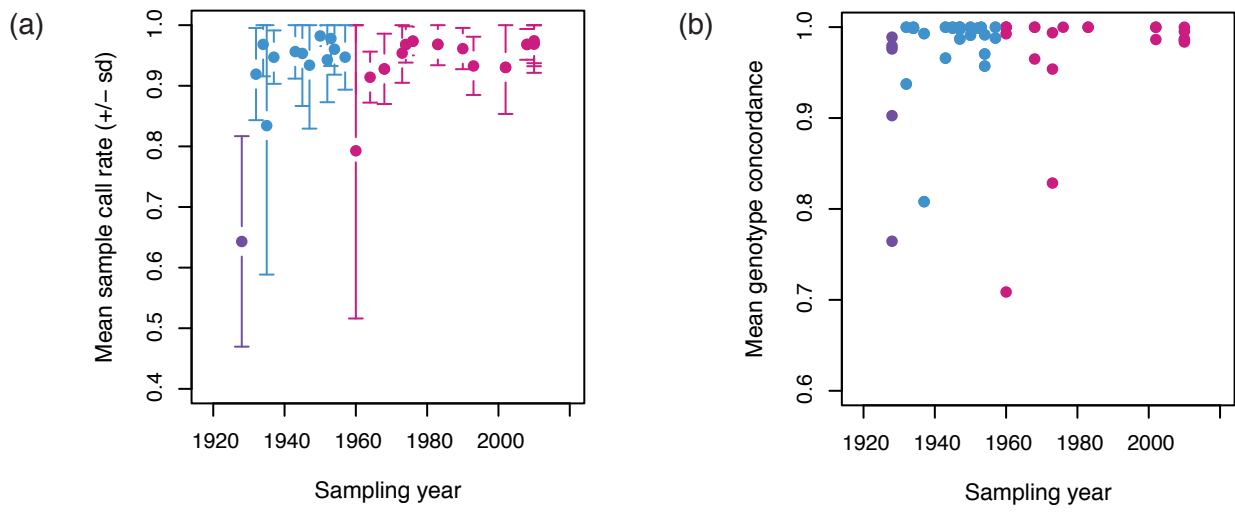 (a)
Mean sample call rate (+/− sd)
1.0
0.9
0.8
0.7
0.6
0.5
0.4
1920 1940 1960 1980 2000
Sampling year
(b)
Mean genotype concordance
1.0
0.9
0.8
0.7
0.6
1920 1940 1960 1980 2000
Sampling year